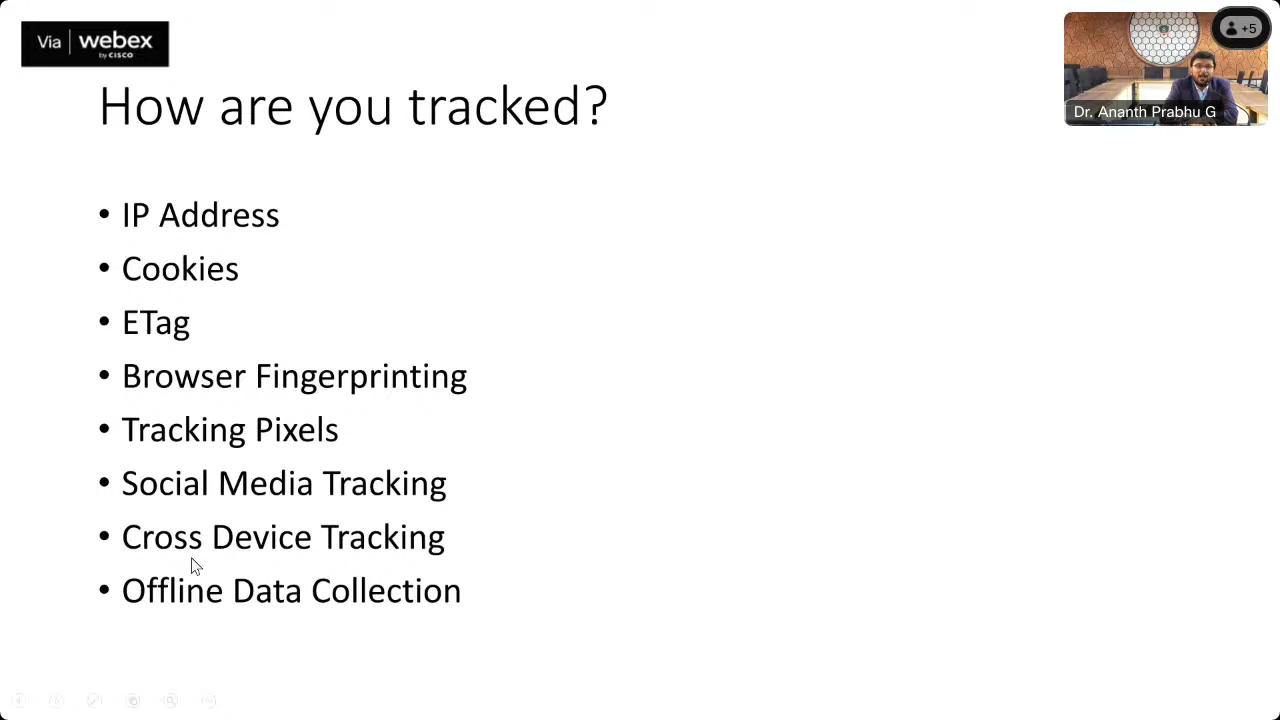 Via webex
by CISCO
+5
Dr. Ananth Prabhu G
How are you tracked?
• IP Address
• Cookies
• ETag
• Browser Fingerprinting
• Tracking Pixels
• Social Media Tracking
• Cross Device Tracking
• Offline Data Collection